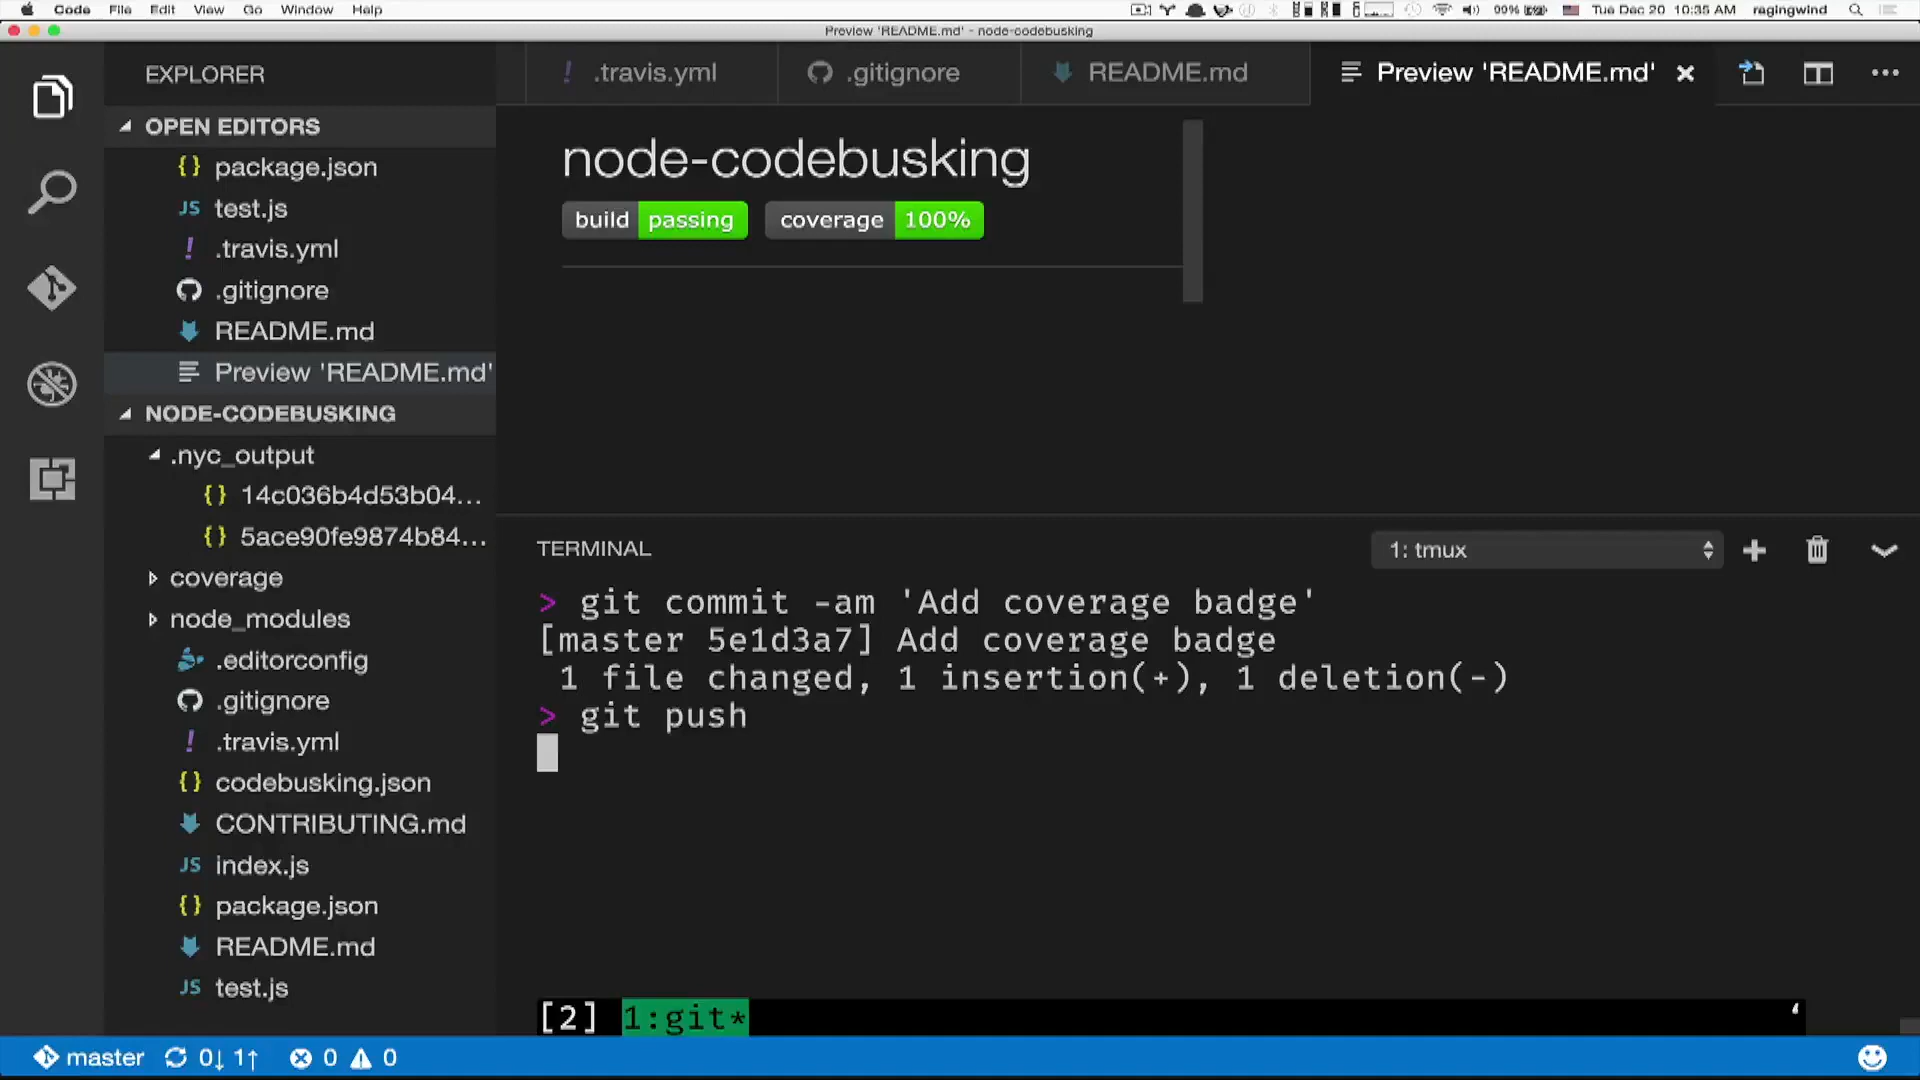 Code File Edit View Go Window Help 99% Tue Dec 20 10:35 AM ragingwind
Preview 'README.md' - node-codebusking
EXPLORER
OPEN EDITORS
{} package.json
JS test.js
! .travis.yml
.gitignore
README.md
Preview 'README.md'
NODE-CODEBUSKING
.nyc_output
{} 14c036b4d53b04...
{} 5ace90fe9874b84...
coverage
node_modules
.editorconfig
.gitignore
! .travis.yml
{} codebusking.json
CONTRIBUTING.md
JS index.js
{} package.json
README.md
JS test.js
! .travis.yml .gitignore README.md Preview 'README.md'
node-codebusking
build passing coverage 100%
TERMINAL 1: tmux
> git commit -am 'Add coverage badge'
[master 5e1d3a7] Add coverage badge
1 file changed, 1 insertion(+), 1 deletion(-)
> git push
[2] 1:git* '
master 0↓ 1↑ 0 0